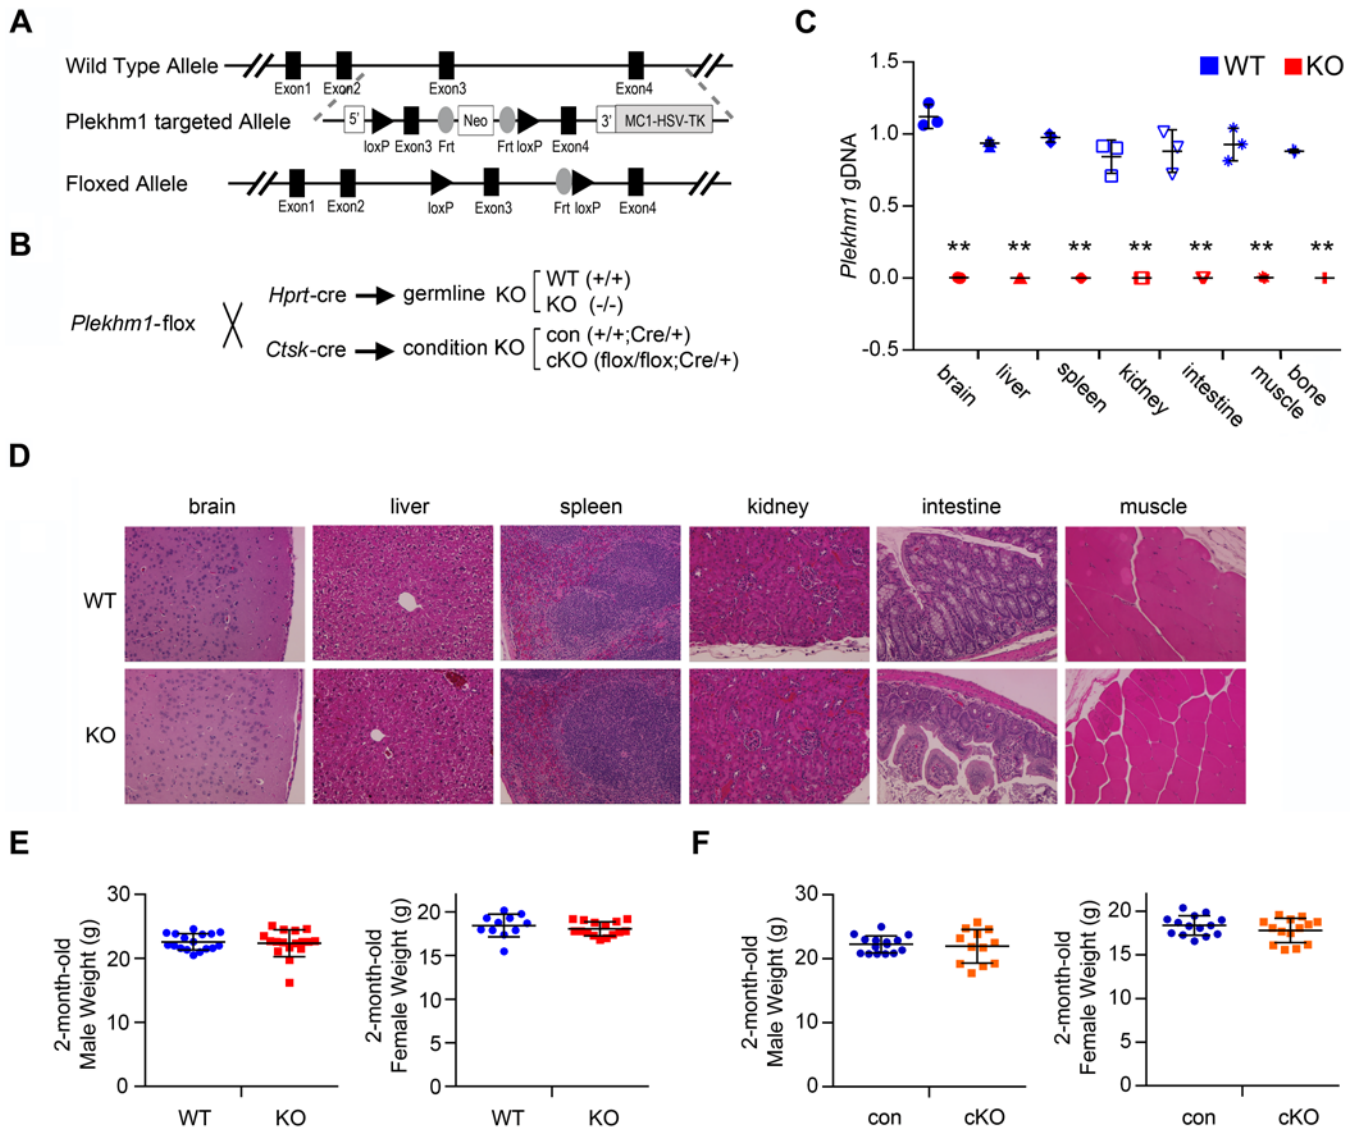 A
Wild Type Allele
Exon1 Exon2 Exon3 Exon4
Plekhm1 targeted Allele
5' Neo 3' MC1-HSV-TK
loxP Exon3 Frt Frt loxP Exon4
Floxed Allele
Exon1 Exon2 loxP Exon3 Frt loxP Exon4
B
Plekhm1-flox
Hprt-cre germline KO WT (+/+)
KO (-/-)
Ctsk-cre condition KO con (+/+;Cre/+)
cKO (flox/flox;Cre/+)
C
WT KO
Plekhm1 gDNA
1.5
1.0
0.5
0.0
-0.5
** ** ** ** ** ** **
brain liver spleen kidney intestine muscle bone
D
brain liver spleen kidney intestine muscle
WT
KO
E
2-month-old
Male Weight (g)
30
20
10
0
WT KO
2-month-old
Female Weight (g)
20
15
10
5
0
WT KO
F
2-month-old
Male Weight (g)
30
20
10
0
con cKO
2-month-old
Female Weight (g)
20
15
10
5
0
con cKO